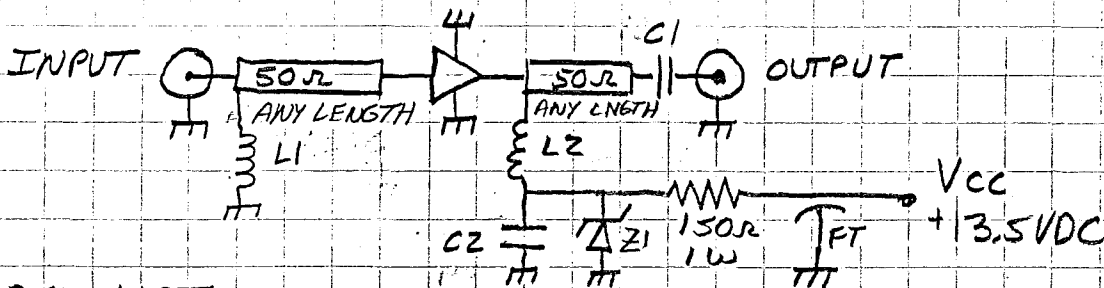 C1
INPUT 50Ω 50Ω OUTPUT
ANY LENGTH ANY LNGTH
L1 L2
Vcc
+13.5VDC
C2 Z1 150Ω FT
1W